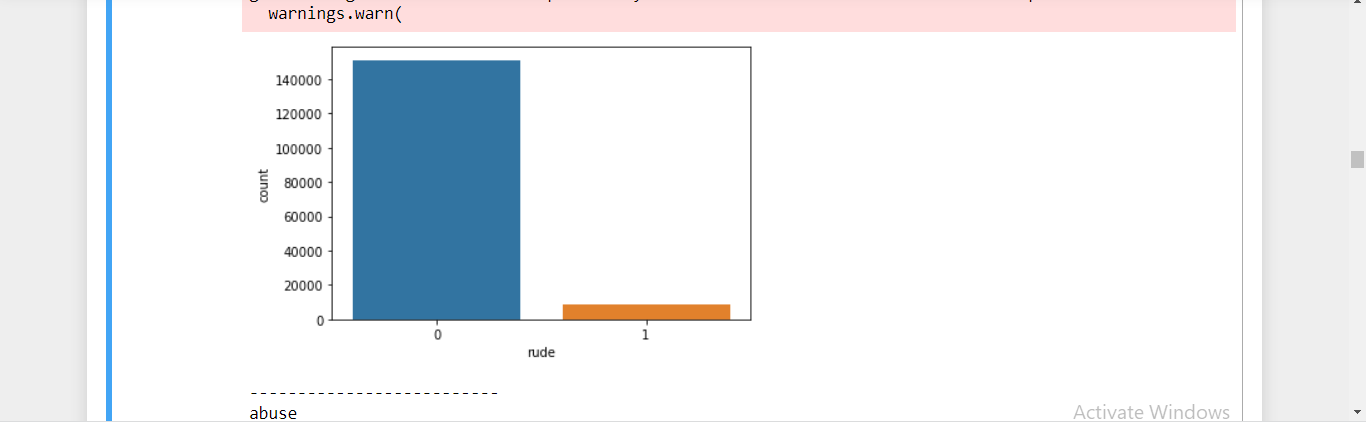 warnings.warn(
140000
120000
100000
80000
60000
40000
20000
0
count
0 1
rude
--------------------------
abuse
Activate Windows